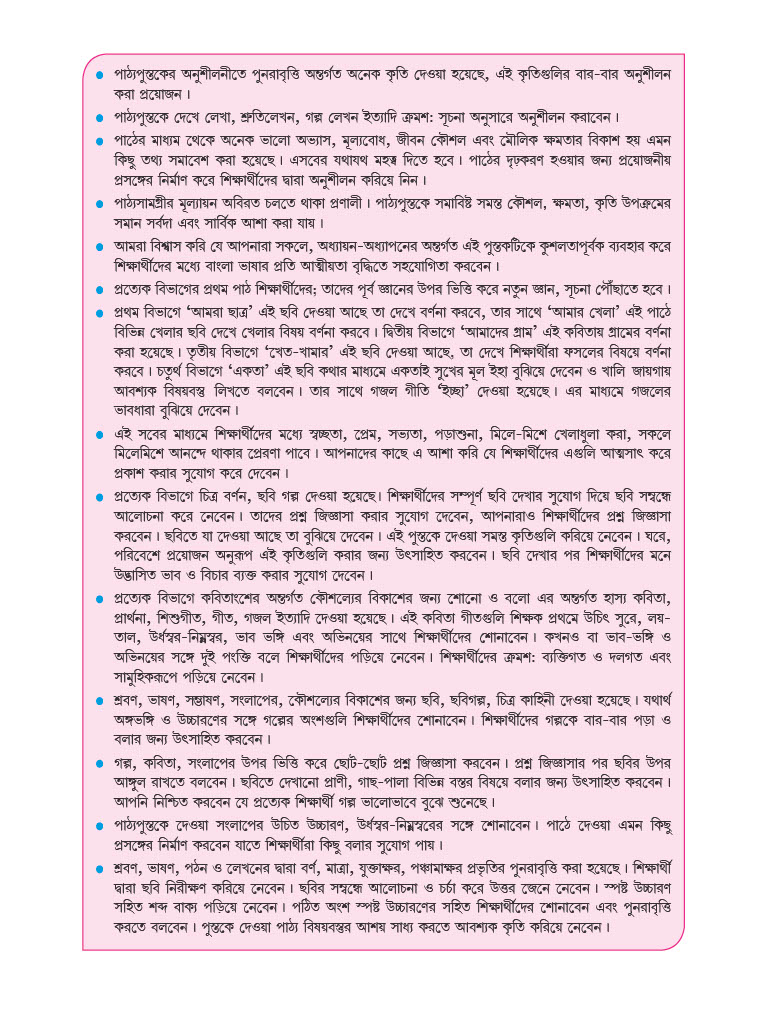 ● পাঠ্যপুস্তকের অনুশীলনীতে পুনরাবৃত্তি অন্তর্গত অনেক কৃতি দেওয়া হয়েছে, এই কৃতিগুলির বার-বার অনুশীলন
করা প্রয়োজন।
● পাঠ্যপুস্তকে দেখে লেখা, শ্রুতিলেখন, গল্প লেখন ইত্যাদি ক্রমশ: সূচনা অনুসারে অনুশীলন করাবেন।
● পাঠের মাধ্যম থেকে অনেক ভালো অভ্যাস, মূল্যবোধ, জীবন কৌশল এবং মৌলিক ক্ষমতার বিকাশ হয় এমন
কিছু তথ্য সমাবেশ করা হয়েছে। এসবের যথাযথ মহত্ব দিতে হবে। পাঠের দৃঢ়করণ হওয়ার জন্য প্রয়োজনীয়
প্রসঙ্গের নির্মাণ করে শিক্ষার্থীদের দ্বারা অনুশীলন করিয়ে নিন।
● পাঠ্যসামগ্রীর মূল্যায়ন অবিরত চলতে থাকা প্রণালী। পাঠ্যপুস্তকে সমাবিষ্ট সমস্ত কৌশল, ক্ষমতা, কৃতি উপক্রমের
সমান সর্বদা এবং সার্বিক আশা করা যায়।
● আমরা বিশ্বাস করি যে আপনারা সকলে, অধ্যায়ন-অধ্যাপনের অন্তর্গত এই পুস্তকটিকে কুশলতাপূর্বক ব্যবহার করে
শিক্ষার্থীদের মধ্যে বাংলা ভাষার প্রতি আত্মীয়তা বৃদ্ধিতে সহযোগিতা করবেন।
● প্রত্যেক বিভাগের প্রথম পাঠ শিক্ষার্থীদের; তাদের পূর্ব জ্ঞানের উপর ভিত্তি করে নতুন জ্ঞান, সূচনা পৌঁছাতে হবে।
● প্রথম বিভাগে ‘আমরা ছাত্র’ এই ছবি দেওয়া আছে তা দেখে বর্ণনা করবে, তার সাথে ‘আমার খেলা’ এই পাঠে
বিভিন্ন খেলার ছবি দেখে খেলার বিষয় বর্ণনা করবে। দ্বিতীয় বিভাগে ‘আমাদের গ্রাম’ এই কবিতায় গ্রামের বর্ণনা
করা হয়েছে। তৃতীয় বিভাগে ‘খেত-খামার’ এই ছবি দেওয়া আছে, তা দেখে শিক্ষার্থীরা ফসলের বিষয়ে বর্ণনা
করবে। চতুর্থ বিভাগে ‘একতা’ এই ছবি কথার মাধ্যমে একতাই সুখের মূল ইহা বুঝিয়ে দেবেন ও খালি জায়গায়
আবশ্যক বিষয়বস্তু লিখতে বলবেন। তার সাথে গজল গীতি ‘ইচ্ছা’ দেওয়া হয়েছে। এর মাধ্যমে গজলের
ভাবধারা বুঝিয়ে দেবেন।
● এই সবের মাধ্যমে শিক্ষার্থীদের মধ্যে স্বচ্ছতা, প্রেম, সভ্যতা, পড়াশুনা, মিলে-মিশে খেলাধুলা করা, সকলে
মিলেমিশে আনন্দে থাকার প্রেরণা পাবে। আপনাদের কাছে এ আশা করি যে শিক্ষার্থীদের এগুলি আত্মসাৎ করে
প্রকাশ করার সুযোগ করে দেবেন।
● প্রত্যেক বিভাগে চিত্র বর্ণন, ছবি গল্প দেওয়া হয়েছে। শিক্ষার্থীদের সম্পূর্ণ ছবি দেখার সুযোগ দিয়ে ছবি সম্বন্ধে
আলোচনা করে নেবেন। তাদের প্রশ্ন জিজ্ঞাসা করার সুযোগ দেবেন, আপনারাও শিক্ষার্থীদের প্রশ্ন জিজ্ঞাসা
করবেন। ছবিতে যা দেওয়া আছে তা বুঝিয়ে দেবেন। এই পুস্তকে দেওয়া সমস্ত কৃতিগুলি করিয়ে নেবেন। ঘরে,
পরিবেশে প্রয়োজন অনুরূপ এই কৃতিগুলি করার জন্য উৎসাহিত করবেন। ছবি দেখার পর শিক্ষার্থীদের মনে
উদ্ভাসিত ভাব ও বিচার ব্যক্ত করার সুযোগ দেবেন।
● প্রত্যেক বিভাগে কবিতাংশের অন্তর্গত কৌশল্যের বিকাশের জন্য শোনো ও বলো এর অন্তর্গত হাস্য কবিতা,
প্রার্থনা, শিশুগীত, গীত, গজল ইত্যাদি দেওয়া হয়েছে। এই কবিতা গীতগুলি শিক্ষক প্রথমে উচিৎ সুরে, লয়-
তাল, উর্ধস্বর-নিম্নস্বর, ভাব ভঙ্গি এবং অভিনয়ের সাথে শিক্ষার্থীদের শোনাবেন। কখনও বা ভাব-ভঙ্গি ও
অভিনয়ের সঙ্গে দুই পংক্তি বলে শিক্ষার্থীদের পড়িয়ে নেবেন। শিক্ষার্থীদের ক্রমশ: ব্যক্তিগত ও দলগত এবং
সামুহিকরূপে পড়িয়ে নেবেন।
● শ্রবণ, ভাষণ, সম্ভাষণ, সংলাপের, কৌশল্যের বিকাশের জন্য ছবি, ছবিগল্প, চিত্র কাহিনী দেওয়া হয়েছে। যথার্থ
অঙ্গভঙ্গি ও উচ্চারণের সঙ্গে গল্পের অংশগুলি শিক্ষার্থীদের শোনাবেন। শিক্ষার্থীদের গল্পকে বার-বার পড়া ও
বলার জন্য উৎসাহিত করবেন।
● গল্প, কবিতা, সংলাপের উপর ভিত্তি করে ছোট-ছোট প্রশ্ন জিজ্ঞাসা করবেন। প্রশ্ন জিজ্ঞাসার পর ছবির উপর
আঙ্গুল রাখতে বলবেন। ছবিতে দেখানো প্রাণী, গাছ-পালা বিভিন্ন বস্তর বিষয়ে বলার জন্য উৎসাহিত করবেন।
আপনি নিশ্চিত করবেন যে প্রত্যেক শিক্ষার্থী গল্প ভালোভাবে বুঝে শুনেছে।
● পাঠ্যপুস্তকে দেওয়া সংলাপের উচিত উচ্চারণ, উর্ধস্বর-নিম্নস্বরের সঙ্গে শোনাবেন। পাঠে দেওয়া এমন কিছু
প্রসঙ্গের নির্মাণ করবেন যাতে শিক্ষার্থীরা কিছু বলার সুযোগ পায়।
● শ্রবণ, ভাষণ, পঠন ও লেখনের দ্বারা বর্ণ, মাত্রা, যুক্তাক্ষর, পঞ্চামাক্ষর প্রভৃতির পুনরাবৃত্তি করা হয়েছে। শিক্ষার্থী
দ্বারা ছবি নিরীক্ষণ করিয়ে নেবেন। ছবির সম্বন্ধে আলোচনা ও চর্চা করে উত্তর জেনে নেবেন। স্পষ্ট উচ্চারণ
সহিত শব্দ বাক্য পড়িয়ে নেবেন। পঠিত অংশ স্পষ্ট উচ্চারণের সহিত শিক্ষার্থীদের শোনাবেন এবং পুনরাবৃত্তি
করতে বলবেন। পুস্তকে দেওয়া পাঠ্য বিষয়বস্তুর আশয় সাধ্য করতে আবশ্যক কৃতি করিয়ে নেবেন।